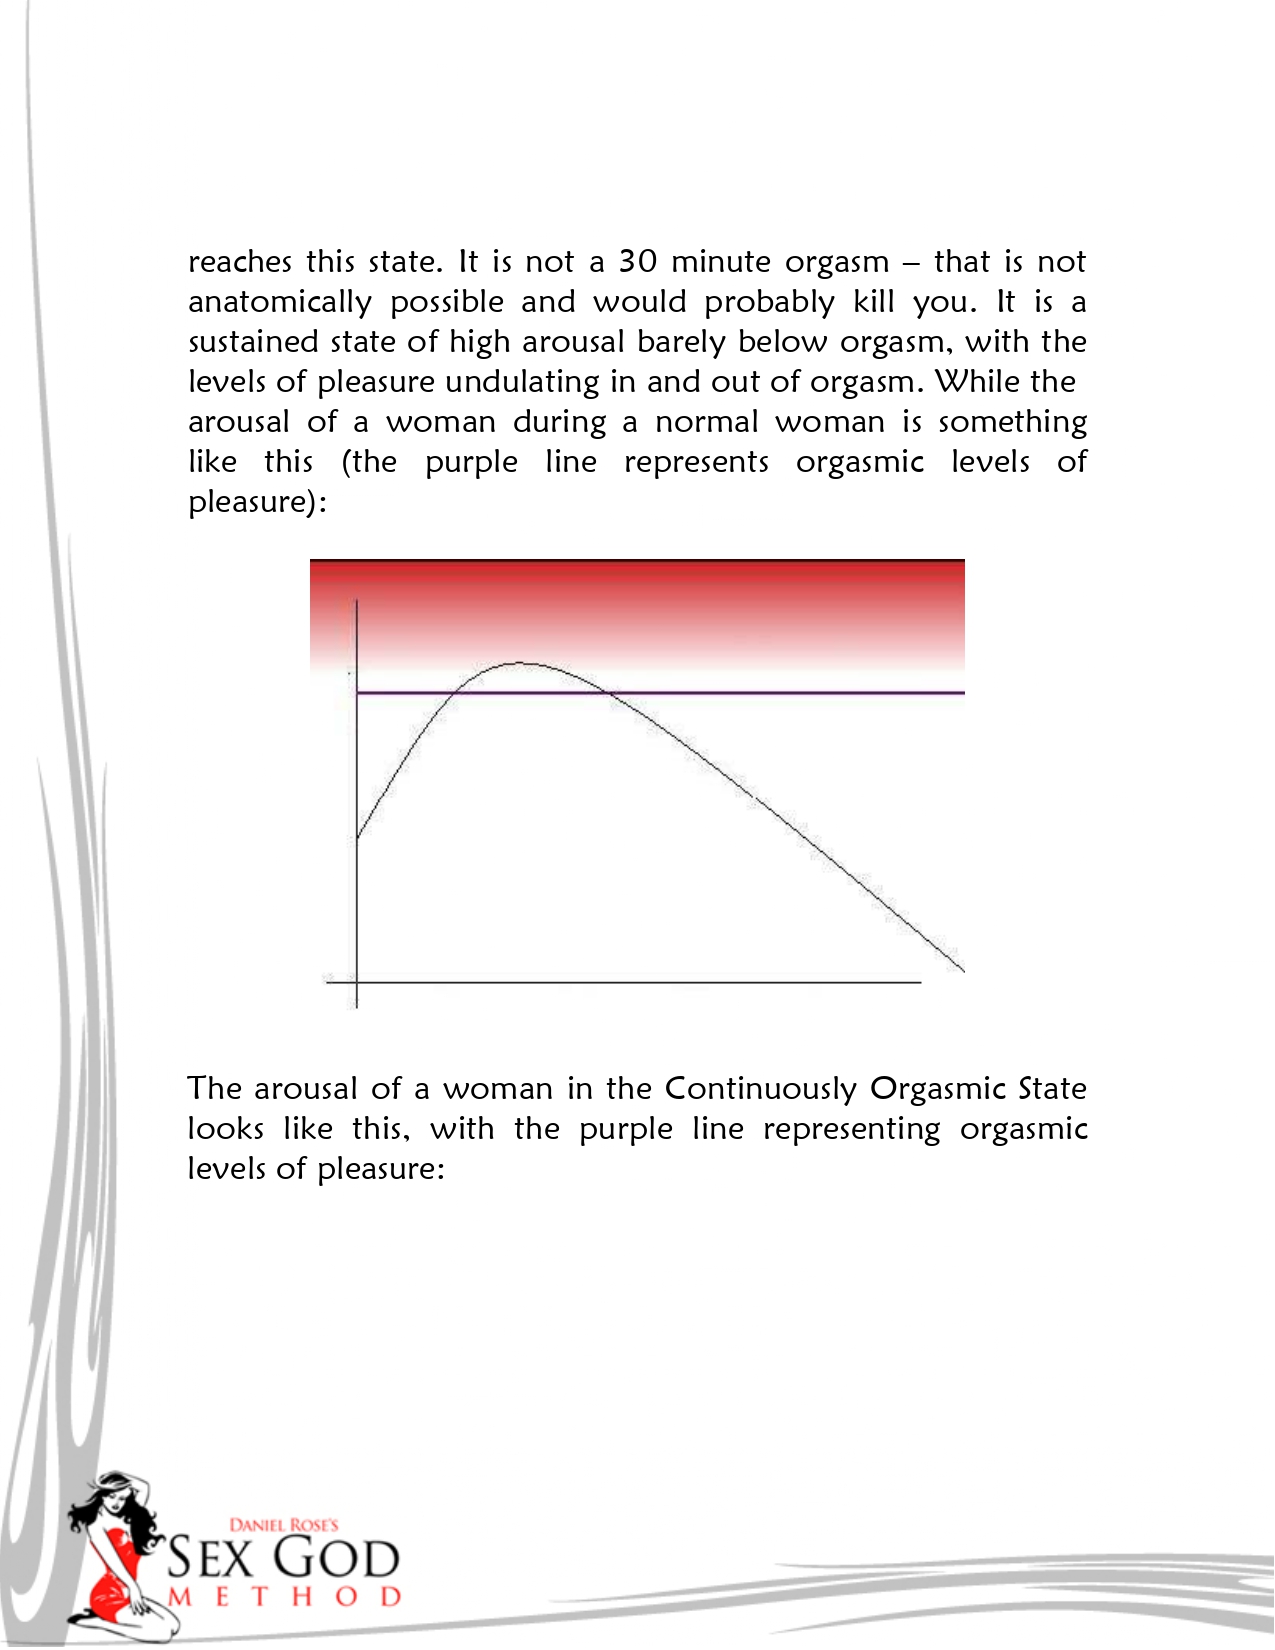 reaches this state. It is not a 30 minute orgasm – that is not
anatomically possible and would probably kill you. It is a
sustained state of high arousal barely below orgasm, with the
levels of pleasure undulating in and out of orgasm. While the
arousal of a woman during a normal woman is something
like this (the purple line represents orgasmic levels of
pleasure):
The arousal of a woman in the Continuously Orgasmic State
looks like this, with the purple line representing orgasmic
levels of pleasure:
DANIEL ROSE'S
SEX GOD
METHOD